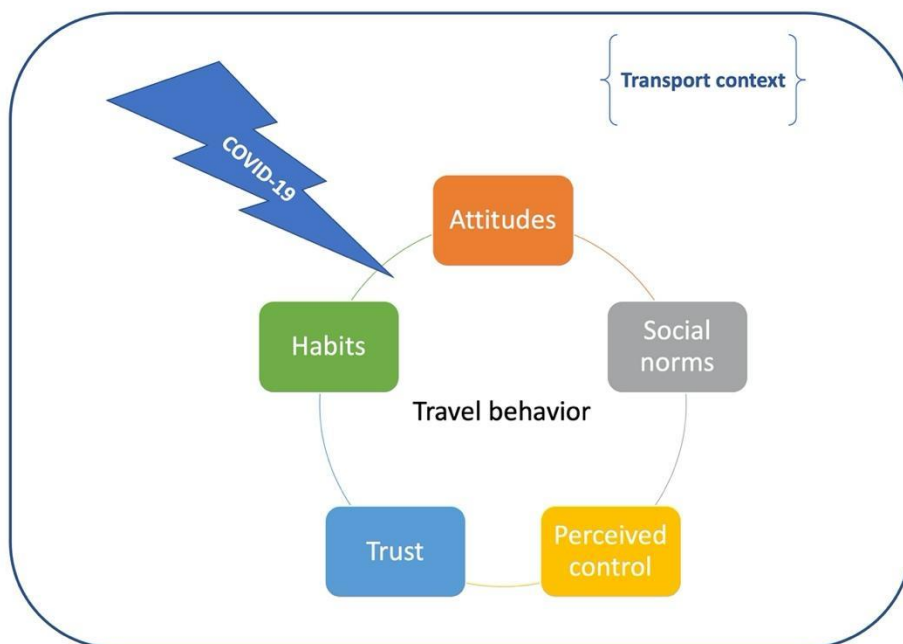 Transport context
COVID-19
Attitudes
Habits
Social
norms
Travel behavior
Trust
Perceived
control